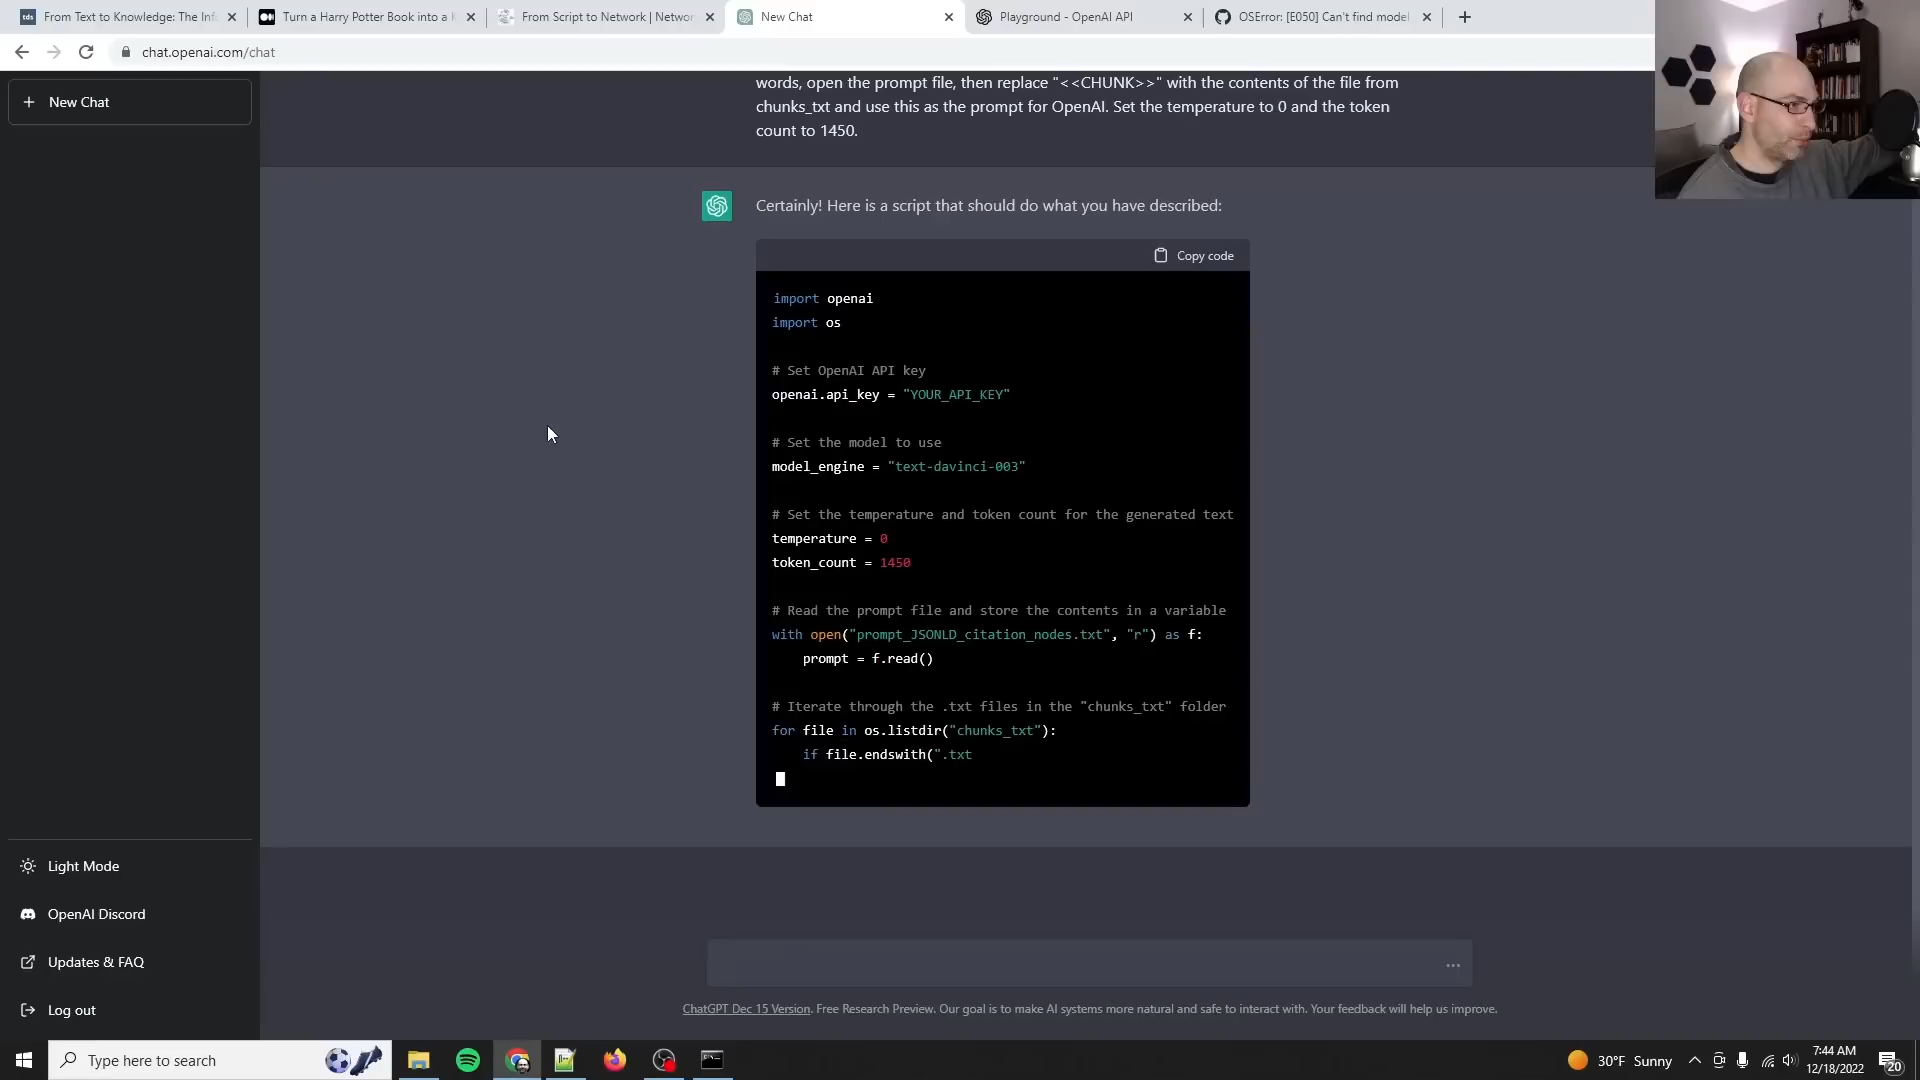 From Text to Knowledge: The Inf
Turn a Harry Potter Book into a K
From Script to Network | Networ
New Chat
Playground - OpenAI API
OSError: [E050] Can't find model
chat.openai.com/chat
New Chat
words, open the prompt file, then replace "<<CHUNK>>" with the contents of the file from
chunks_txt and use this as the prompt for OpenAI. Set the temperature to 0 and the token
count to 1450.
Certainly! Here is a script that should do what you have described:
Copy code
import openai
import os
# Set OpenAI API key
openai.api_key = "YOUR_API_KEY"
# Set the model to use
model_engine = "text-davinci-003"
# Set the temperature and token count for the generated text
temperature = 0
token_count = 1450
# Read the prompt file and store the contents in a variable
with open("prompt_JSONLD_citation_nodes.txt", "r") as f:
    prompt = f.read()
# Iterate through the .txt files in the "chunks_txt" folder
for file in os.listdir("chunks_txt"):
    if file.endswith(".txt
Light Mode
OpenAI Discord
Updates & FAQ
Log out
ChatGPT Dec 15 Version. Free Research Preview. Our goal is to make AI systems more natural and safe to interact with. Your feedback will help us improve.
Type here to search
30°F Sunny
7:44 AM
12/18/2022
20